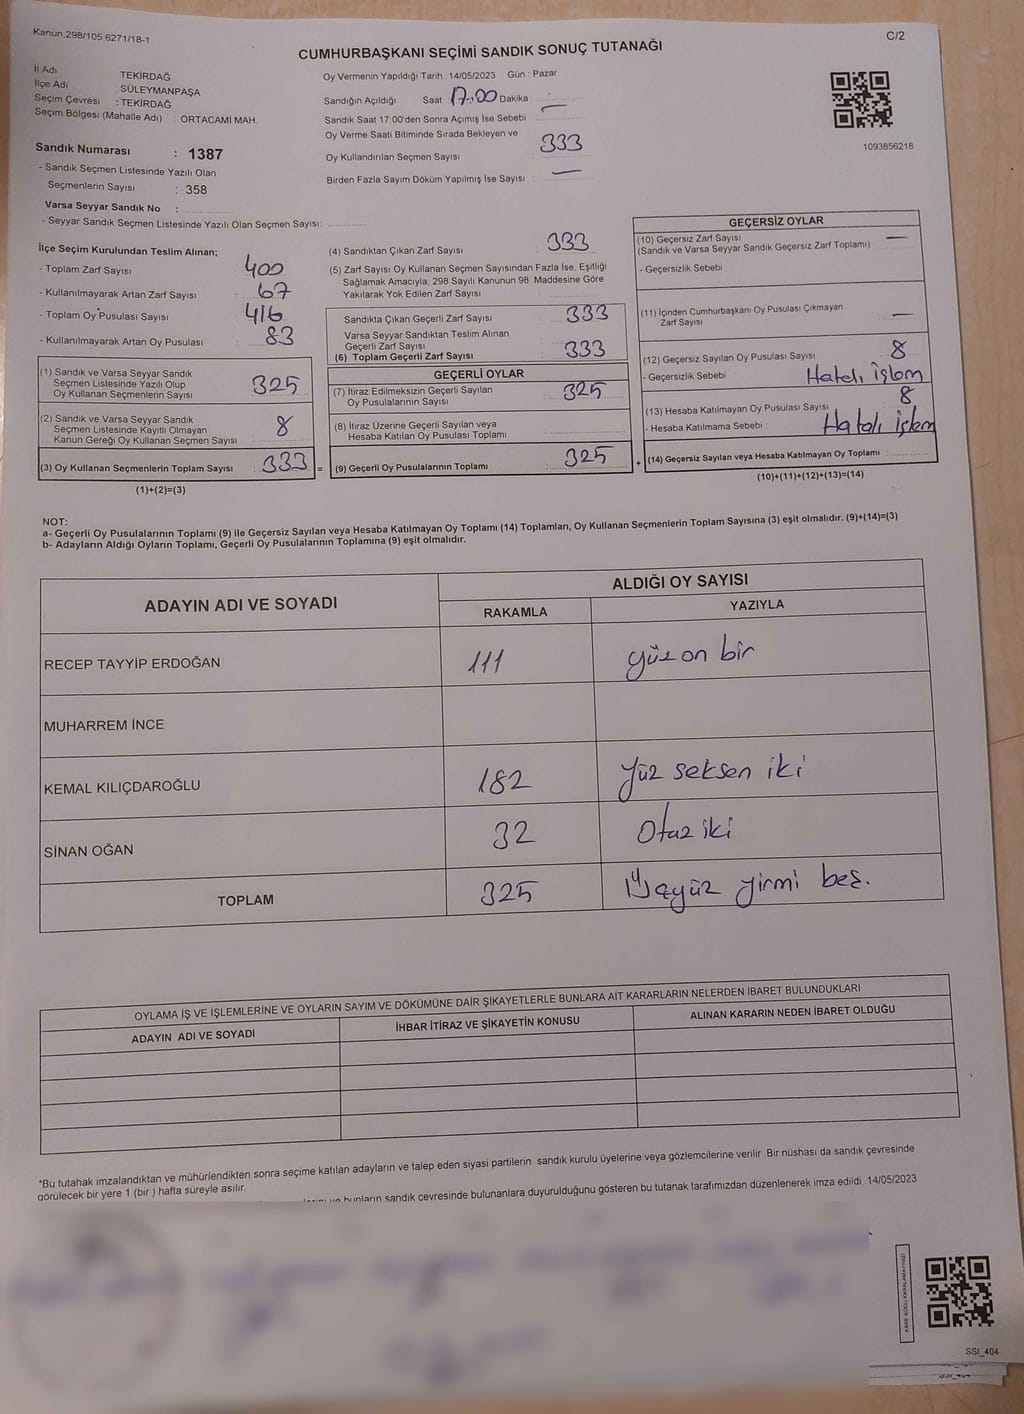 Kanun:298/105,6271/18-1
C/2
CUMHURBAŞKANI SEÇİMİ SANDIK SONUÇ TUTANAĞI
İl Adı TEKİRDAĞ
İlçe Adı SÜLEYMANPAŞA
Seçim Çevresi : TEKİRDAĞ
Seçim Bölgesi (Mahalle Adı) : ORTACAMİ MAH.
Sandık Numarası : 1387
- Sandık Seçmen Listesinde Yazılı Olan
Seçmenlerin Sayısı : 358
Varsa Seyyar Sandık No :
- Seyyar Sandık Seçmen Listesinde Yazılı Olan Seçmen Sayısı:
Oy Vermenin Yapıldığı Tarih :14/05/2023 Gün : Pazar
Sandığın Açıldığı Saat 17:00 Dakika : —
Sandık Saat 17:00'den Sonra Açımış İse Sebebi :
Oy Verme Saati Bitiminde Sırada Bekleyen ve
Oy Kullandırılan Seçmen Sayısı 333
Birden Fazla Sayım Döküm Yapılmış İse Sayısı : —
1093856218
İlçe Seçim Kurulundan Teslim Alınan;
- Toplam Zarf Sayısı : 400
- Kullanılmayarak Artan Zarf Sayısı : 67
- Toplam Oy Pusulası Sayısı : 416
- Kullanılmayarak Artan Oy Pusulası : 83
(1) Sandık ve Varsa Seyyar Sandık
Seçmen Listesinde Yazılı Olup
Oy Kullanan Seçmenlerin Sayısı : 325
(2) Sandık ve Varsa Seyyar Sandık
Seçmen Listesinde Kayıtlı Olmayan
Kanun Gereği Oy Kullanan Seçmen Sayısı : 8
(3) Oy Kullanan Seçmenlerin Toplam Sayısı : 333 =
(1)+(2)=(3)
(4) Sandıktan Çıkan Zarf Sayısı : 333
(5) Zarf Sayısı Oy Kullanan Seçmen Sayısından Fazla İse, Eşitliği
Sağlamak Amacıyla; 298 Sayılı Kanunun 98. Maddesine Göre
Yakılarak Yok Edilen Zarf Sayısı :
Sandıkta Çıkan Geçerli Zarf Sayısı : 333
Varsa Seyyar Sandıktan Teslim Alınan
Geçerli Zarf Sayısı
(6) Toplam Geçerli Zarf Sayısı : 333
GEÇERLİ OYLAR
(7) İtiraz Edilmeksizin Geçerli Sayılan
Oy Pusulalarının Sayısı : 325
(8) İtiraz Üzerine Geçerli Sayılan veya
Hesaba Katılan Oy Pusulası Toplamı :
(9) Geçerli Oy Pusulalarının Toplamı : 325 +
GEÇERSİZ OYLAR
(10) Geçersiz Zarf Sayısı —
(Sandık ve Varsa Seyyar Sandık Geçersiz Zarf Toplamı)
- Geçersizlik Sebebi
(11) İçinden Cumhurbaşkanı Oy Pusulası Çıkmayan
Zarf Sayısı —
(12) Geçersiz Sayılan Oy Pusulası Sayısı 8
- Geçersizlik Sebebi : Hatalı işlem
(13) Hesaba Katılmayan Oy Pusulası Sayısı 8
- Hesaba Katılmama Sebebi : Hatalı işlem
(14) Geçersiz Sayılan veya Hesaba Katılmayan Oy Toplamı :
(10)+(11)+(12)+(13)=(14)
NOT:
a- Geçerli Oy Pusulalarının Toplamı (9) ile Geçersiz Sayılan veya Hesaba Katılmayan Oy Toplamı (14) Toplamları, Oy Kullanan Seçmenlerin Toplam Sayısına (3) eşit olmalıdır. (9)+(14)=(3)
b- Adayların Aldığı Oyların Toplamı, Geçerli Oy Pusulalarının Toplamına (9) eşit olmalıdır.
ADAYIN ADI VE SOYADI
ALDIĞI OY SAYISI
RAKAMLA YAZIYLA
RECEP TAYYİP ERDOĞAN 111 yüz on bir
MUHARREM İNCE
KEMAL KILIÇDAROĞLU 182 Yüz seksen iki
SİNAN OĞAN 32 Otuz iki
TOPLAM 325 Üçyüz yirmi beş.
OYLAMA İŞ VE İŞLEMLERİNE VE OYLARIN SAYIM VE DÖKÜMÜNE DAİR ŞİKAYETLERLE BUNLARA AİT KARARLARIN NELERDEN İBARET BULUNDUKLARI
ADAYIN ADI VE SOYADI İHBAR İTİRAZ VE ŞİKAYETİN KONUSU ALINAN KARARIN NEDEN İBARET OLDUĞU
*Bu tutahak imzalandıktan ve mühürlendikten sonra seçime katılan adayların ve talep eden siyasi partilerin sandık kurulu üyelerine veya gözlemcilerine verilir .Bir nüshası da sandık çevresinde
görülecek bir yere 1 (bir ) hafta süreyle asılır.
bunların sandık çevresinde bulunanlara duyurulduğunu gösteren bu tutanak tarafımızdan düzenlenerek imza edildi. 14/05/2023
SSI_404